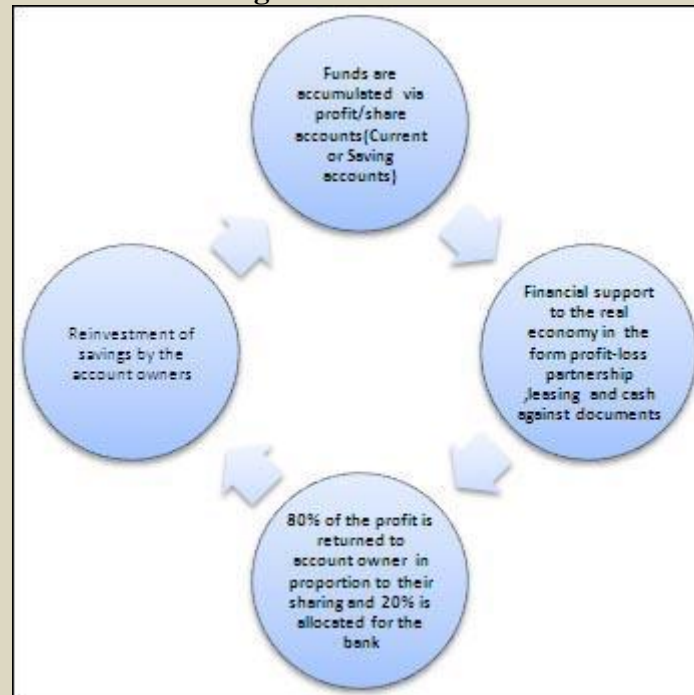 Funds are
accumulated via
profit/share
accounts(Current
or Saving
accounts)
Financial support
to the real
economy in the
form profit-loss
partnership
,leasing and cash
against documents
80% of the profit is
returned to
account owner in
proportion to their
sharing and 20% is
allocated for the
bank
Reinvestment of
savings by the
account owners